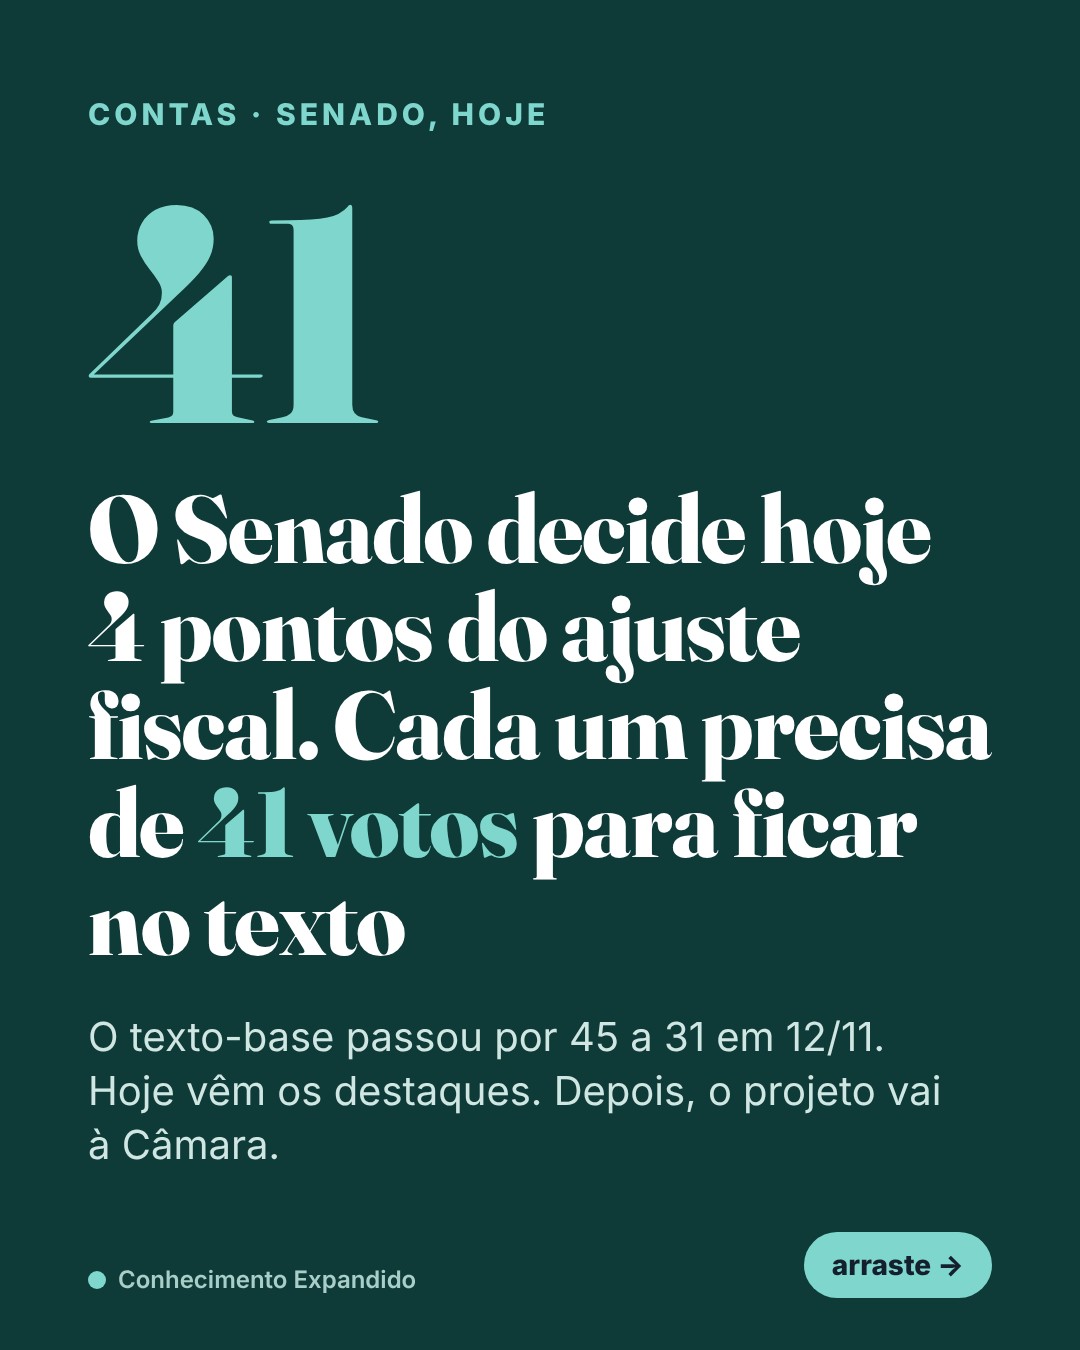 CONTAS · SENADO, HOJE
41
O Senado decide hoje
4 pontos do ajuste
fiscal. Cada um precisa
de 41 votos para ficar
no texto
O texto-base passou por 45 a 31 em 12/11.
Hoje vêm os destaques. Depois, o projeto vai
à Câmara.
Conhecimento Expandido
arraste →